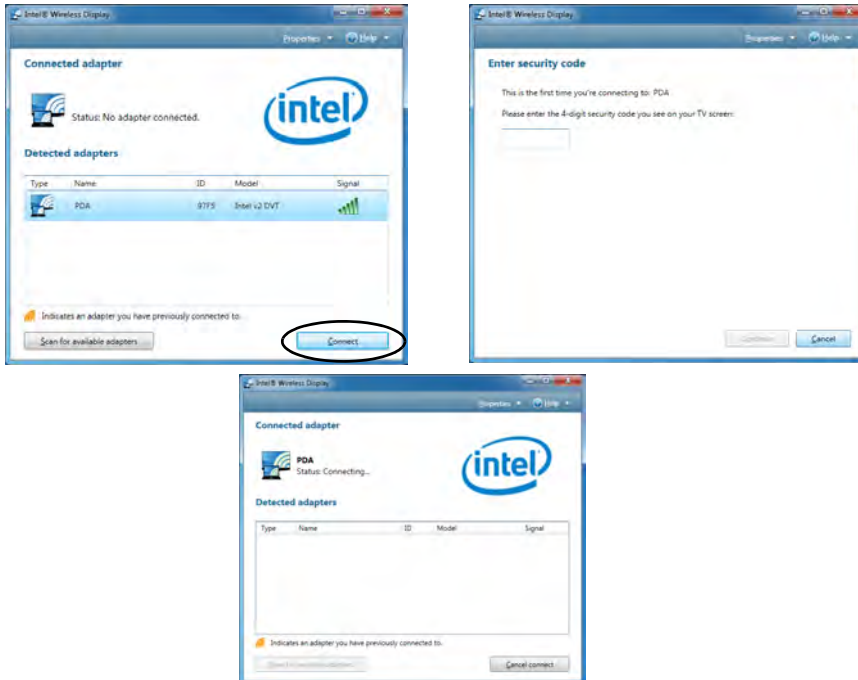 Intel® Wireless Display
Properties Help
Connected adapter
Status: No adapter connected.
intel
Detected adapters
Type Name ID Model Signal
PDA 97F5 Intel v2 DVT
Indicates an adapter you have previously connected to.
Scan for available adapters Connect
Intel® Wireless Display
Properties Help
Enter security code
This is the first time you're connecting to: PDA
Please enter the 4-digit security code you see on your TV screen:
Continue Cancel
Intel® Wireless Display
Properties Help
Connected adapter
PDA
Status: Connecting...
intel
Detected adapters
Type Name ID Model Signal
Indicates an adapter you have previously connected to.
Scan for available adapters Cancel connect